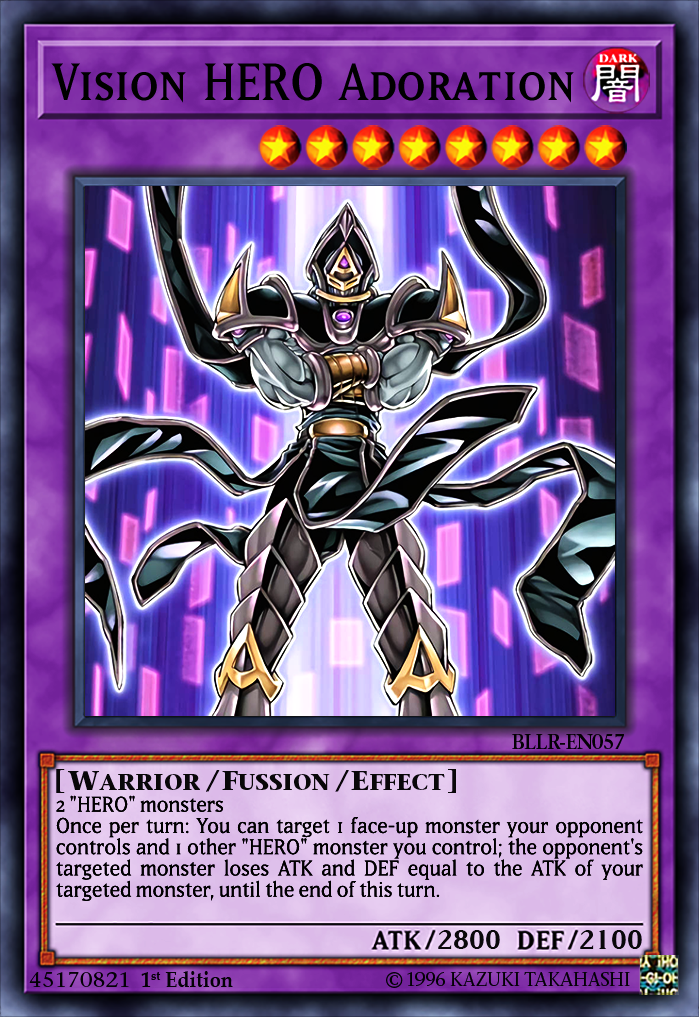 VISION HERO ADORATION
DARK
闇
BLLR-EN057
[WARRIOR/FUSSION/EFFECT]
2 "HERO" monsters
Once per turn: You can target 1 face-up monster your opponent
controls and 1 other "HERO" monster you control; the opponent's
targeted monster loses ATK and DEF equal to the ATK of your
targeted monster, until the end of this turn.
ATK/2800 DEF/2100
45170821 1st Edition ©1996 KAZUKI TAKAHASHI